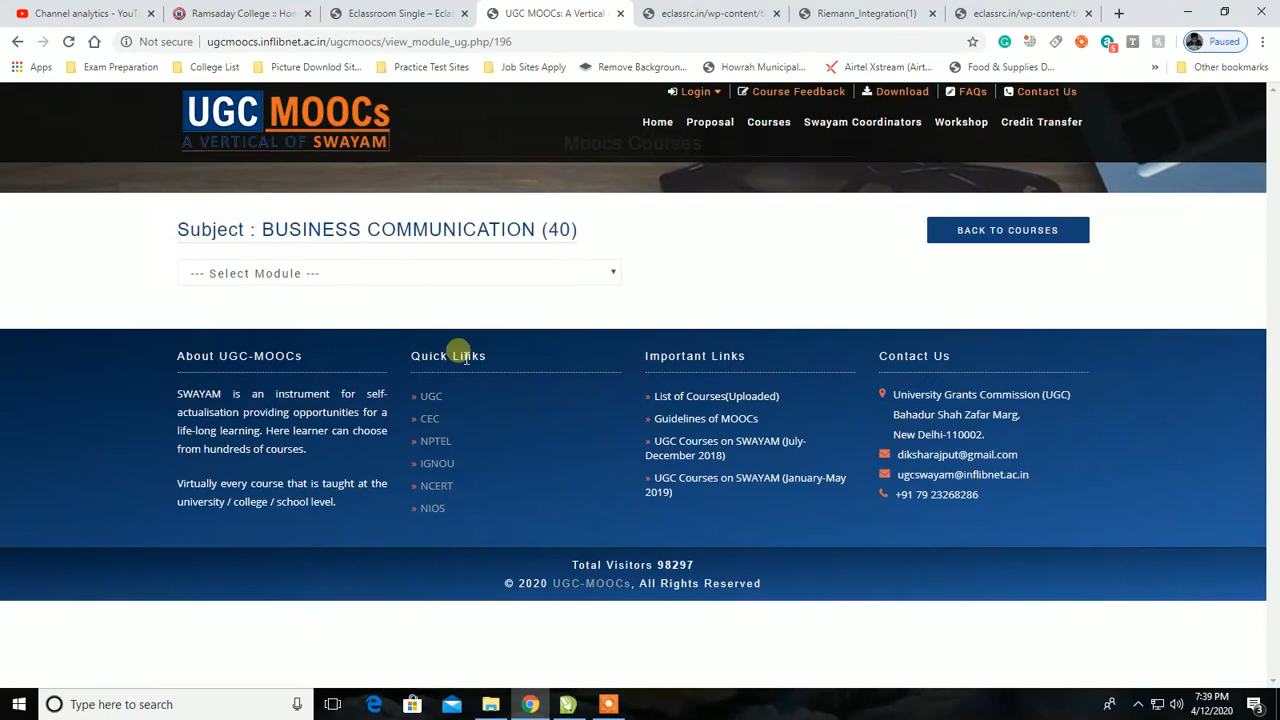 Channel analytics - YouT
Ramsaday College :: Hom
Eclassroom Single – Eclas
UGC MOOCs: A Vertical o
eclassrc.in/wp-content/th
Riemann_Integration(1)
eclassrc.in/wp-content/th
Not secure ugcmoocs.inflibnet.ac.in/ugcmoocs/view_module_ug.php/196
5
Paused
Apps Exam Preparation College List Picture Downlod Sit... Practice Test Sites Job Sites Apply Remove Backgroun... Howrah Municipal... Airtel Xstream (Airt... Food & Supplies D... » Other bookmarks
Login Course Feedback Download FAQs Contact Us
UGC MOOCs
A VERTICAL OF SWAYAM
Home Proposal Courses Swayam Coordinators Workshop Credit Transfer
Moocs Courses
Subject : BUSINESS COMMUNICATION (40)
BACK TO COURSES
--- Select Module ---
About UGC-MOOCs
SWAYAM is an instrument for self-
actualisation providing opportunities for a
life-long learning. Here learner can choose
from hundreds of courses.
Virtually every course that is taught at the
university / college / school level.
Quick Links
» UGC
» CEC
» NPTEL
» IGNOU
» NCERT
» NIOS
Important Links
» List of Courses(Uploaded)
» Guidelines of MOOCs
» UGC Courses on SWAYAM (July-
December 2018)
» UGC Courses on SWAYAM (January-May
2019)
Contact Us
University Grants Commission (UGC)
Bahadur Shah Zafar Marg,
New Delhi-110002.
diksharajput@gmail.com
ugcswayam@inflibnet.ac.in
+91 79 23268286
Total Visitors 98297
© 2020 UGC-MOOCs, All Rights Reserved
Type here to search
7:39 PM
4/12/2020
3